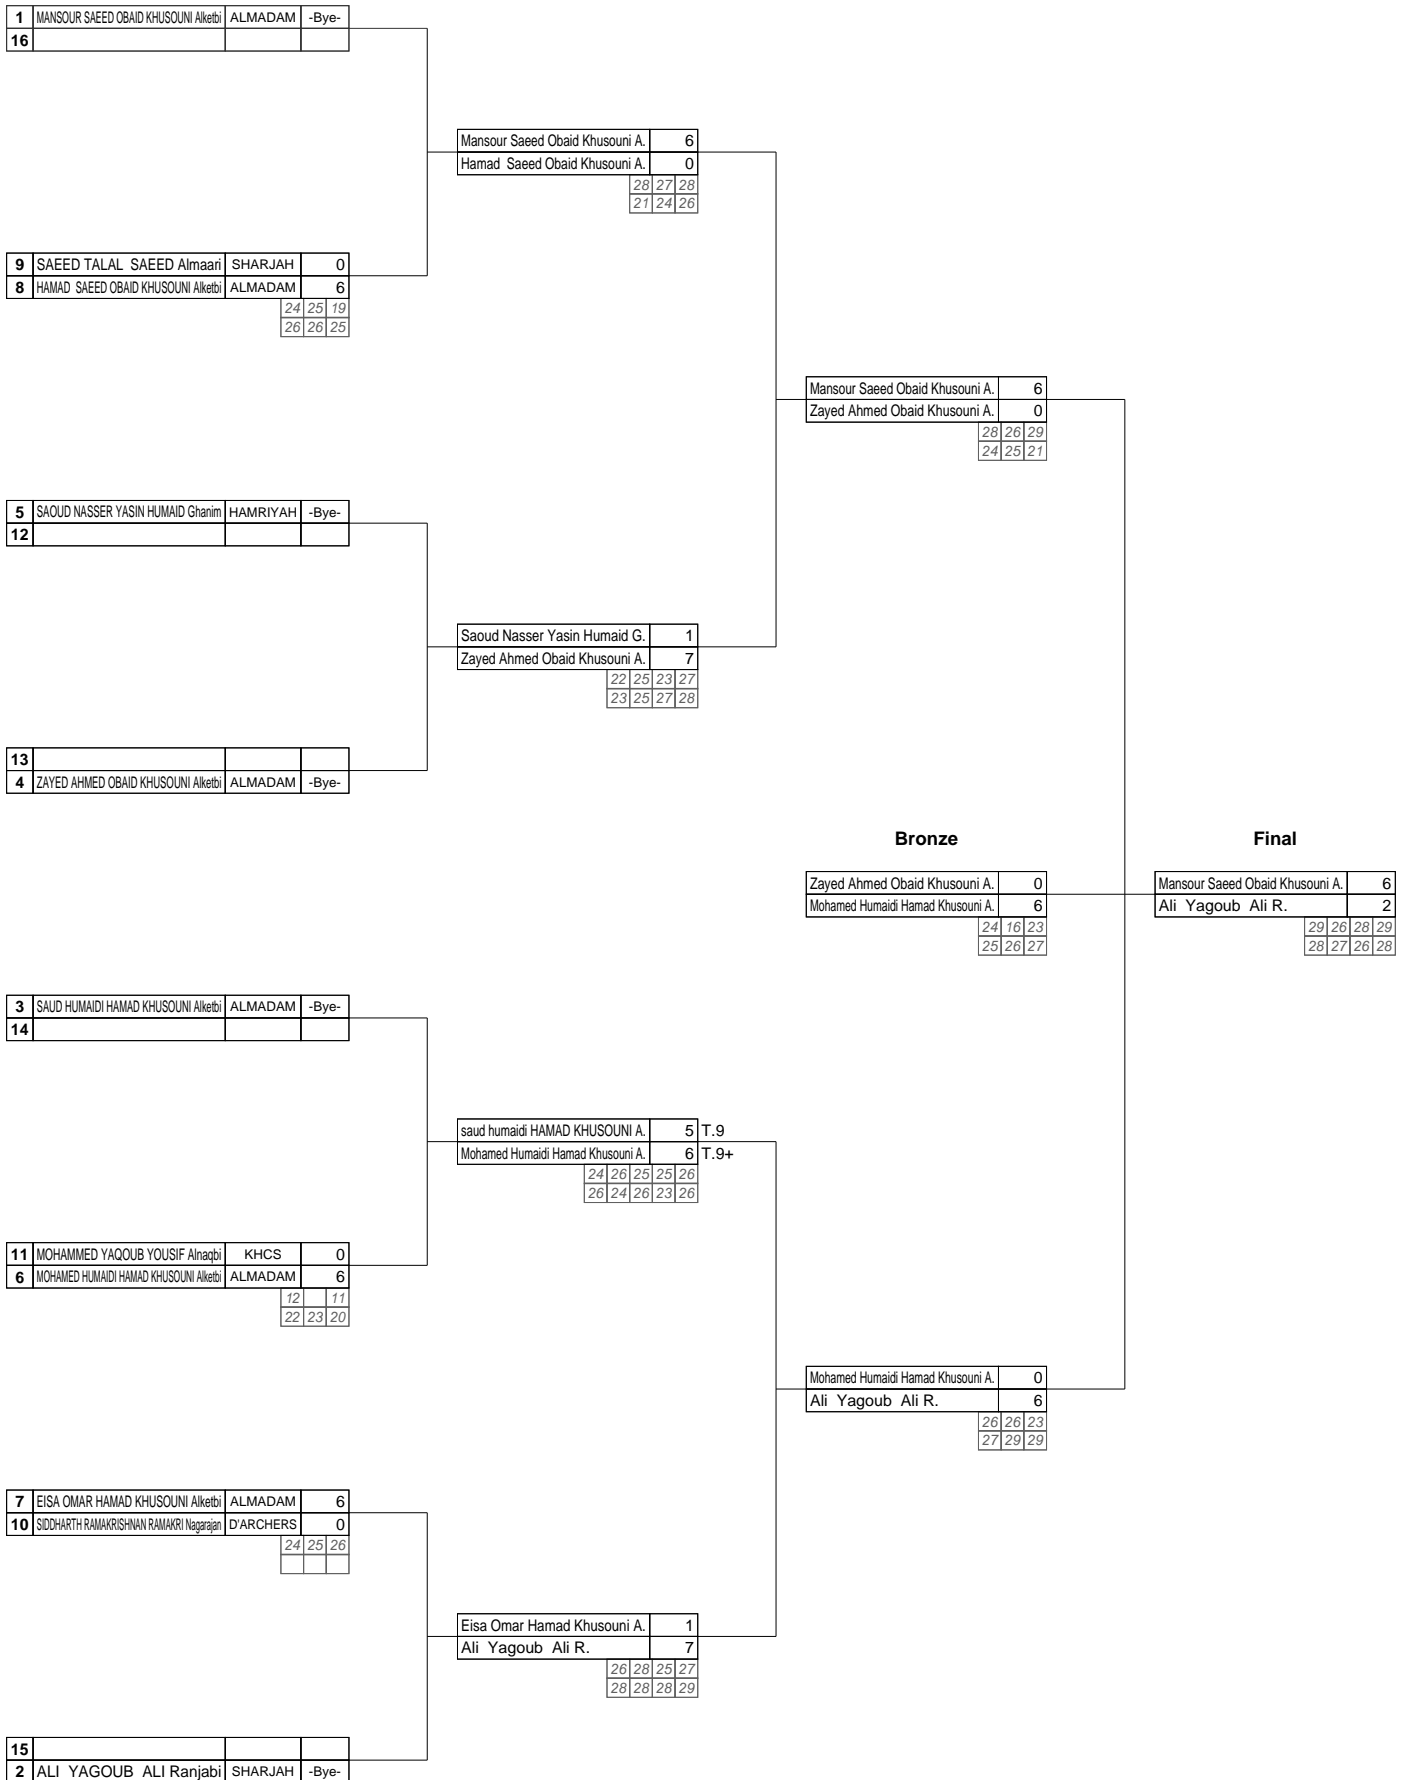 1 MANSOUR SAEED OBAID KHUSOUNI Alketbi ALMADAM -Bye-
16
Mansour Saeed Obaid Khusouni A. 6
Hamad Saeed Obaid Khusouni A. 0
28 27 28
21 24 26
9 SAEED TALAL SAEED Almaari SHARJAH 0
8 HAMAD SAEED OBAID KHUSOUNI Alketbi ALMADAM 6
24 25 19
26 26 25
Mansour Saeed Obaid Khusouni A. 6
Zayed Ahmed Obaid Khusouni A. 0
28 26 29
24 25 21
5 SAOUD NASSER YASIN HUMAID Ghanim HAMRIYAH -Bye-
12
Saoud Nasser Yasin Humaid G. 1
Zayed Ahmed Obaid Khusouni A. 7
22 25 23 27
23 25 27 28
13
4 ZAYED AHMED OBAID KHUSOUNI Alketbi ALMADAM -Bye-
Bronze Final
Zayed Ahmed Obaid Khusouni A. 0 Mansour Saeed Obaid Khusouni A. 6
Mohamed Humaidi Hamad Khusouni A. 6 Ali Yagoub Ali R. 2
24 16 23 29 26 28 29
25 26 27 28 27 26 28
3 SAUD HUMAIDI HAMAD KHUSOUNI Alketbi ALMADAM -Bye-
14
saud humaidi HAMAD KHUSOUNI A. 5 T.9
Mohamed Humaidi Hamad Khusouni A. 6 T.9+
24 26 25 25 26
26 24 26 23 26
11 MOHAMMED YAQOUB YOUSIF Alnaqbi KHCS 0
6 MOHAMED HUMAIDI HAMAD KHUSOUNI Alketbi ALMADAM 6
12 11
22 23 20
Mohamed Humaidi Hamad Khusouni A. 0
Ali Yagoub Ali R. 6
26 26 23
27 29 29
7 EISA OMAR HAMAD KHUSOUNI Alketbi ALMADAM 6
10 SIDDHARTH RAMAKRISHNAN RAMAKRI Nagarajan D'ARCHERS 0
24 25 26
Eisa Omar Hamad Khusouni A. 1
Ali Yagoub Ali R. 7
26 28 25 27
28 28 28 29
15
2 ALI YAGOUB ALI Ranjabi SHARJAH -Bye-